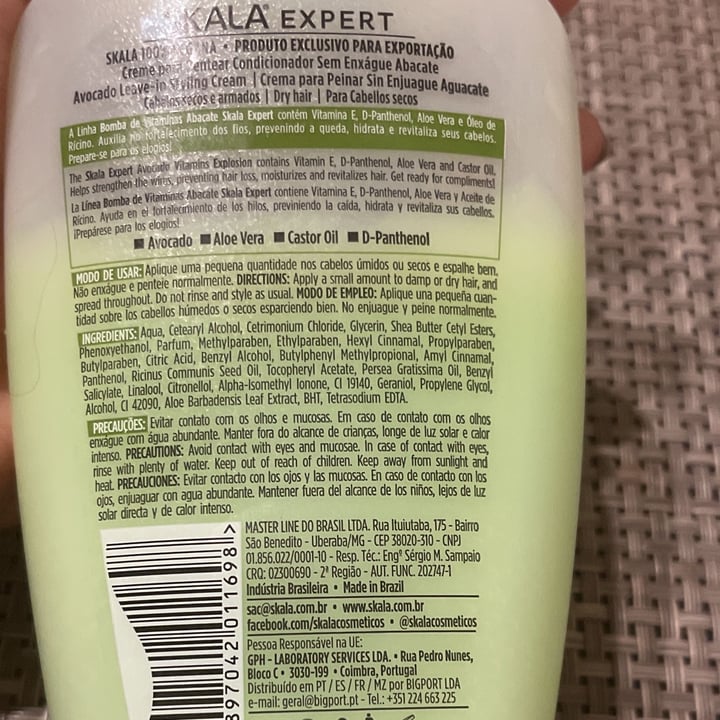 SKALA EXPERT
SKALA 100% VEGANA • PRODUTO EXCLUSIVO PARA EXPORTAÇÃO
Creme para Pentear Condicionador Sem Enxágue Abacate
Avocado Leave-in Styling Cream | Crema para Peinar Sin Enjuague Aguacate
Cabelos secos e armados | Dry hair | Para Cabellos secos
A Linha Bomba de Vitaminas Abacate Skala Expert contém Vitamina E, D-Panthenol, Aloe Vera e Óleo de
Rícino. Auxilia no fortalecimento dos fios, prevenindo a queda, hidrata e revitaliza seus cabelos.
Prepare-se para os elogios!
The Skala Expert Avocado Vitamins Explosion contains Vitamin E, D-Panthenol, Aloe Vera and Castor Oil.
Helps strengthen the wires, preventing hair loss, moisturizes and revitalizes hair. Get ready for compliments!
La Línea Bomba de Vitaminas Abacate Skala Expert contiene Vitamina E, D-Panthenol, Aloe Vera y Aceite de
Ricino. Ayuda en el fortalecimiento de los hilos, previniendo la caída, hidrata y revitaliza sus cabellos.
¡Prepárese para los elogios!
■ Avocado ■ Aloe Vera ■ Castor Oil ■ D-Panthenol
MODO DE USAR: Aplique uma pequena quantidade nos cabelos úmidos ou secos e espalhe bem.
Não enxágue e penteie normalmente. DIRECTIONS: Apply a small amount to damp or dry hair, and
spread throughout. Do not rinse and style as usual. MODO DE EMPLEO: Aplique una pequeña cuan-
tidad sobre los cabellos húmedos o secos esparciendo bien. No enjuague y peine normalmente.
INGREDIENTS: Aqua, Cetearyl Alcohol, Cetrimonium Chloride, Glycerin, Shea Butter Cetyl Esters,
Phenoxyethanol, Parfum, Methylparaben, Ethylparaben, Hexyl Cinnamal, Propylparaben,
Butylparaben, Citric Acid, Benzyl Alcohol, Butylphenyl Methylpropional, Amyl Cinnamal,
Panthenol, Ricinus Communis Seed Oil, Tocopheryl Acetate, Persea Gratissima Oil, Benzyl
Salicylate, Linalool, Citronellol, Alpha-Isomethyl Ionone, CI 19140, Geraniol, Propylene Glycol,
Alcohol, CI 42090, Aloe Barbadensis Leaf Extract, BHT, Tetrasodium EDTA.
PRECAUÇÕES: Evitar contato com os olhos e mucosas. Em caso de contato com os olhos
enxágue com água abundante. Manter fora do alcance de crianças, longe de luz solar e calor
intenso. PRECAUTIONS: Avoid contact with eyes and mucosae. In case of contact with eyes,
rinse with plenty of water. Keep out of reach of children. Keep away from sunlight and
heat. PRECAUCIONES: Evitar contacto con los ojos y las mucosas. En caso de contacto con los
ojos, enjuaguar con agua abundante. Mantener fuera del alcance de los niños, lejos de luz
solar directa y de calor intenso.
MASTER LINE DO BRASIL LTDA. Rua Ituiutaba, 175 - Bairro
São Benedito - Uberaba/MG - CEP 38020-310 - CNPJ
01.856.022/0001-10 - Resp. Téc.: Engº Sérgio M. Sampaio
CRQ: 02300690 - 2ª Região - AUT. FUNC. 202747-1
Indústria Brasileira • Made in Brazil
sac@skala.com.br • www.skala.com.br
facebook.com/skalacosmeticos • @skalacosmeticos
Pessoa Responsável na UE:
GPH - LABORATORY SERVICES LDA. • Rua Pedro Nunes,
Bloco C • 3030-199 • Coimbra, Portugal
Distribuído em PT / ES / FR / MZ por BIGPORT LDA
e-mail: geral@bigport.pt - Tel.: +351 224 663 225
897042 011698 >